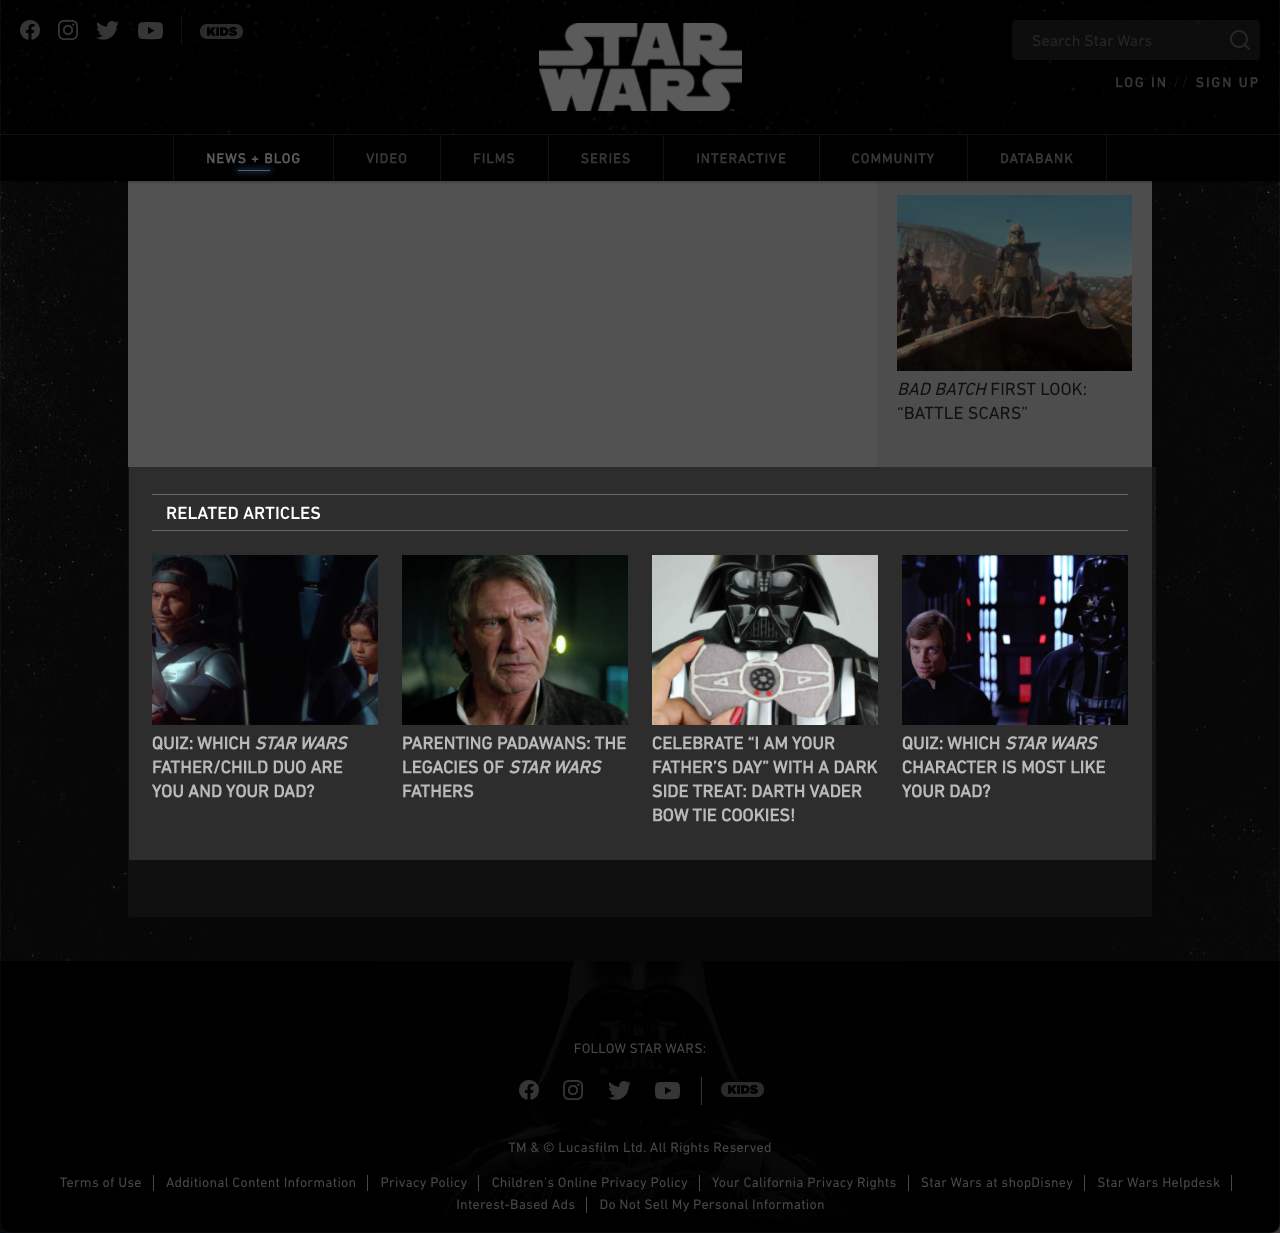 KIDS
STAR
WARS
Search Star Wars
LOG IN // SIGN UP
NEWS + BLOG
VIDEO
FILMS
SERIES
INTERACTIVE
COMMUNITY
DATABANK
BAD BATCH FIRST LOOK:
“BATTLE SCARS”
RELATED ARTICLES
QUIZ: WHICH STAR WARS
FATHER/CHILD DUO ARE
YOU AND YOUR DAD?
PARENTING PADAWANS: THE
LEGACIES OF STAR WARS
FATHERS
CELEBRATE “I AM YOUR
FATHER’S DAY” WITH A DARK
SIDE TREAT: DARTH VADER
BOW TIE COOKIES!
QUIZ: WHICH STAR WARS
CHARACTER IS MOST LIKE
YOUR DAD?
FOLLOW STAR WARS:
KIDS
TM & © Lucasfilm Ltd. All Rights Reserved
Terms of Use | Additional Content Information | Privacy Policy | Children's Online Privacy Policy | Your California Privacy Rights | Star Wars at shopDisney | Star Wars Helpdesk |
Interest-Based Ads | Do Not Sell My Personal Information